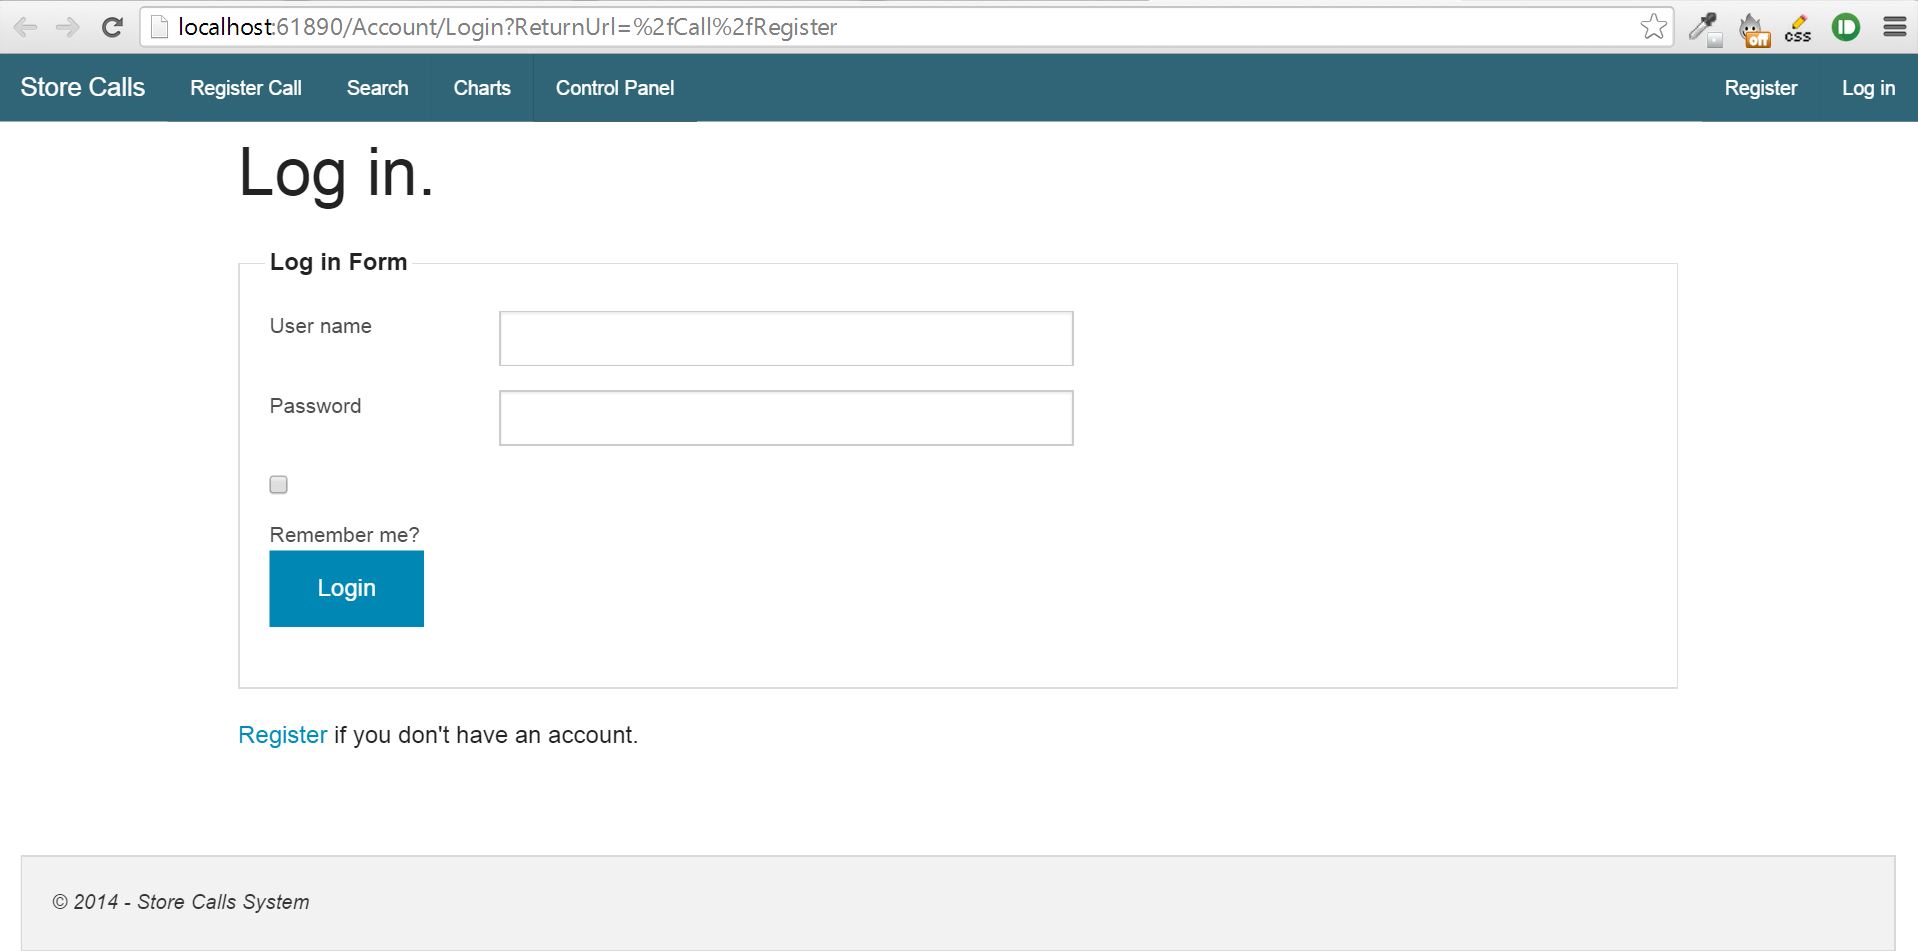 localhost:61890/Account/Login?ReturnUrl=%2fCall%2fRegister
off
css
Store Calls Register Call Search Charts Control Panel Register Log in
Log in.
Log in Form
User name
Password
Remember me?
Login
Register if you don't have an account.
© 2014 - Store Calls System